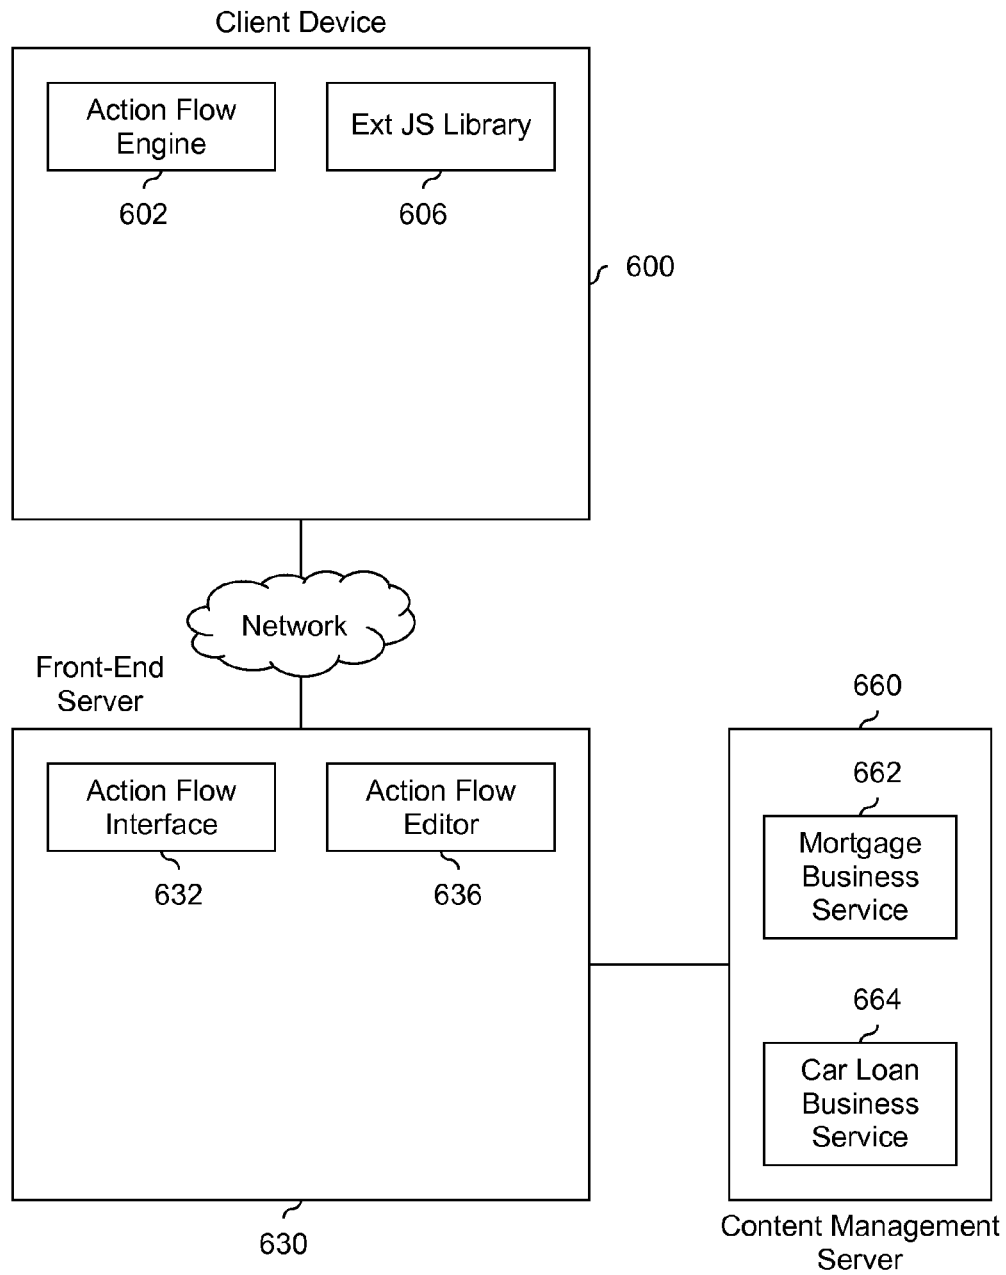 Client Device
Action Flow
Engine
602
Ext JS Library
606
600
Network
Front-End
Server
Action Flow
Interface
632
Action Flow
Editor
636
630
660
662
Mortgage
Business
Service
664
Car Loan
Business
Service
Content Management
Server